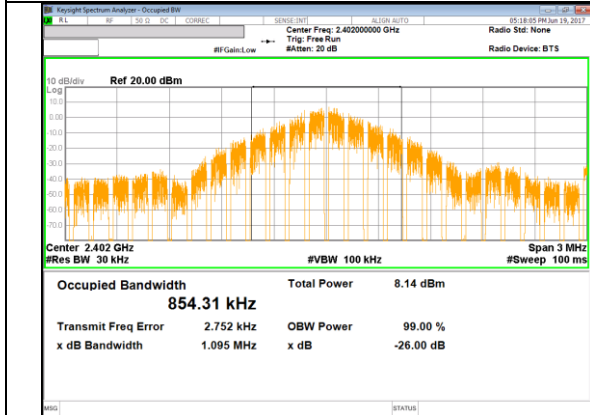 Keysight Spectrum Analyzer - Occupied BW
RL RF 50 Ω DC CORREC SENSE:INT ALIGN AUTO 05:18:05 PM Jun 19, 2017
Center Freq: 2.402000000 GHz Radio Std: None
Trig: Free Run
#IFGain:Low #Atten: 20 dB Radio Device: BTS
10 dB/div Ref 20.00 dBm
Log
10.0
0.00
-10.0
-20.0
-30.0
-40.0
-50.0
-60.0
-70.0
Center 2.402 GHz Span 3 MHz
#Res BW 30 kHz #VBW 100 kHz #Sweep 100 ms
Occupied Bandwidth Total Power 8.14 dBm
854.31 kHz
Transmit Freq Error 2.752 kHz OBW Power 99.00 %
x dB Bandwidth 1.095 MHz x dB -26.00 dB
MSG STATUS